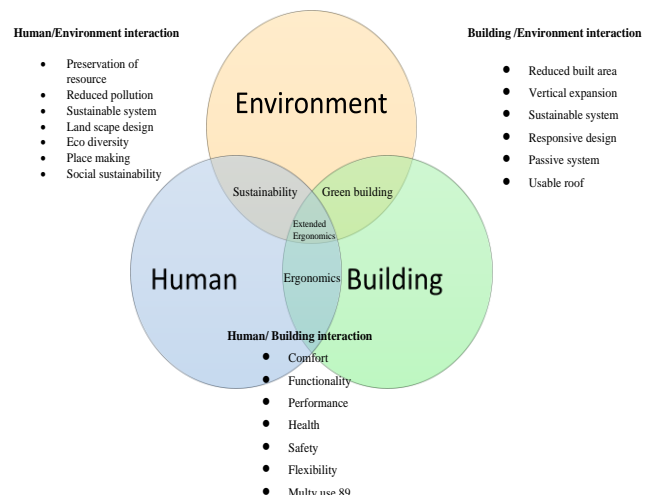 Human/Environment interaction
Preservation of
resource
Reduced pollution
Sustainable system
Land scape design
Eco diversity
Place making
Social sustainability
Building /Environment interaction
Reduced built area
Vertical expansion
Sustainable system
Responsive design
Passive system
Usable roof
Environment
Sustainability
Green building
Extended
Ergonomics
Human
Ergonomics
Building
Human/ Building interaction
Comfort
Functionality
Performance
Health
Safety
Flexibility
Multy use 89